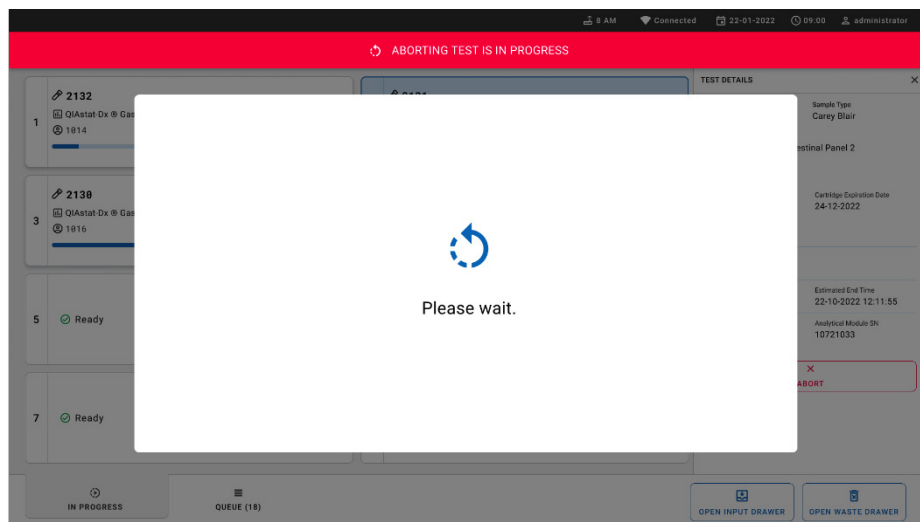 8 AM Connected 22-01-2022 09:00 administrator
ABORTING TEST IS IN PROGRESS
TEST DETAILS
1
2132
QIAstat-Dx ® Gas
1014
Sample Type
Carey Blair
estinal Panel 2
3
2130
QIAstat-Dx ® Gas
1016
Cartridge Expiration Date
24-12-2022
Please wait.
5 Ready
Estimated End Time
22-10-2022 12:11:55
Analytical Module SN
10721033
ABORT
7 Ready
IN PROGRESS
QUEUE (18)
OPEN INPUT DRAWER
OPEN WASTE DRAWER